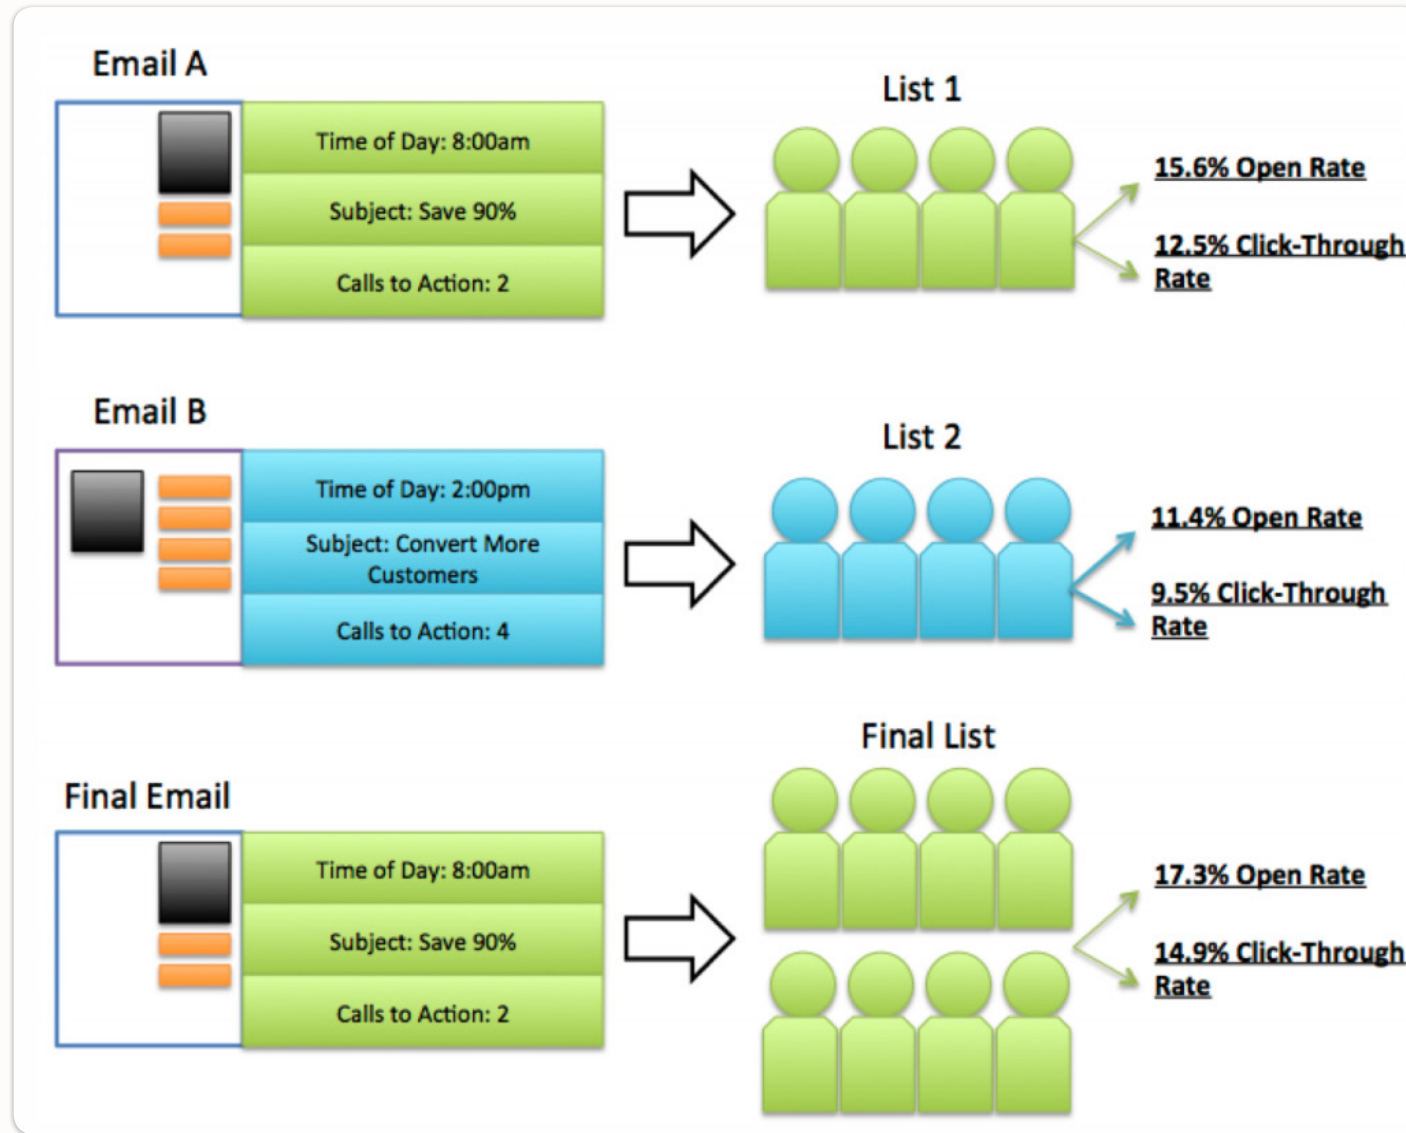 Email A
Time of Day: 8:00am
Subject: Save 90%
Calls to Action: 2
List 1
15.6% Open Rate
12.5% Click-Through
Rate
Email B
Time of Day: 2:00pm
Subject: Convert More
Customers
Calls to Action: 4
List 2
11.4% Open Rate
9.5% Click-Through
Rate
Final Email
Time of Day: 8:00am
Subject: Save 90%
Calls to Action: 2
Final List
17.3% Open Rate
14.9% Click-Through
Rate